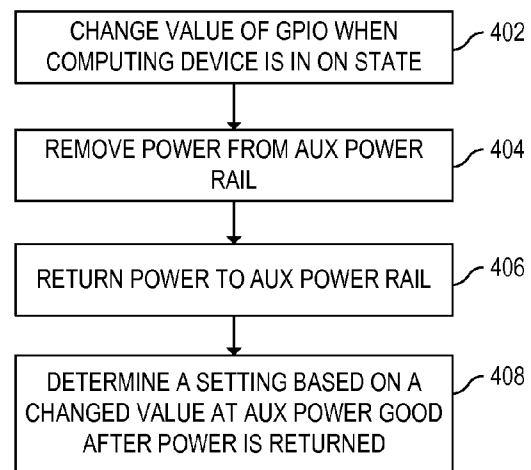 CHANGE VALUE OF GPIO WHEN
COMPUTING DEVICE IS IN ON STATE
402
REMOVE POWER FROM AUX POWER
RAIL
404
RETURN POWER TO AUX POWER RAIL
406
DETERMINE A SETTING BASED ON A
CHANGED VALUE AT AUX POWER GOOD
AFTER POWER IS RETURNED
408